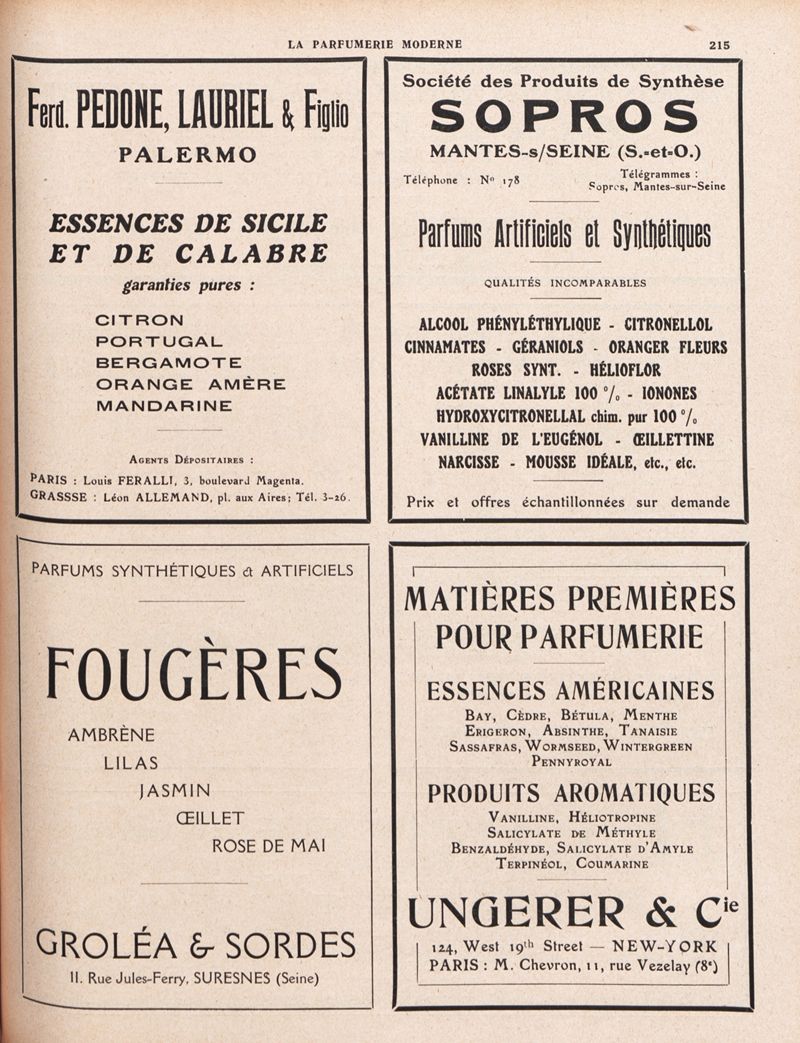 LA PARFUMERIE MODERNE
215
Ferd. PEDONE, LAURIEL & Figlio
PALERMO
ESSENCES DE SICILE
ET DE CALABRE
garanties pures :
CITRON
PORTUGAL
BERGAMOTE
ORANGE AMÈRE
MANDARINE
AGENTS DÉPOSITAIRES :
PARIS : Louis FERALLI, 3, boulevard Magenta.
GRASSSE : Léon ALLEMAND, pl. aux Aires; Tél. 3-26.
Société des Produits de Synthèse
SOPROS
MANTES-s/SEINE (S.-et-O.)
Téléphone : No 178
Télégrammes :
Sopros, Mantes-sur-Seine
Parfums Artificiels et Synthétiques
QUALITÉS INCOMPARABLES
ALCOOL PHÉNYLÉTHYLIQUE - CITRONELLOL
CINNAMATES - GÉRANIOLS - ORANGER FLEURS
ROSES SYNT. - HÉLIOFLOR
ACÉTATE LINALYLE 100 % - IONONES
HYDROXYCITRONELLAL chim. pur 100 %
VANILLINE DE L'EUGÉNOL - ŒILLETTINE
NARCISSE - MOUSSE IDÉALE, etc., etc.
Prix et offres échantillonnées sur demande
PARFUMS SYNTHÉTIQUES & ARTIFICIELS
FOUGÈRES
AMBRÈNE
LILAS
JASMIN
ŒILLET
ROSE DE MAI
GROLÉA & SORDES
11. Rue Jules-Ferry, SURESNES (Seine)
MATIÈRES PREMIÈRES
POUR PARFUMERIE
ESSENCES AMÉRICAINES
BAY, CÈDRE, BÉTULA, MENTHE
ERIGERON, ABSINTHE, TANAISIE
SASSAFRAS, WORMSEED, WINTERGREEN
PENNYROYAL
PRODUITS AROMATIQUES
VANILLINE, HÉLIOTROPINE
SALICYLATE DE MÉTHYLE
BENZALDÉHYDE, SALICYLATE D'AMYLE
TERPINÉOL, COUMARINE
UNGERER & Cie
124, West 19th Street — NEW-YORK
PARIS : M. Chevron, 11, rue Vezelay (8e)